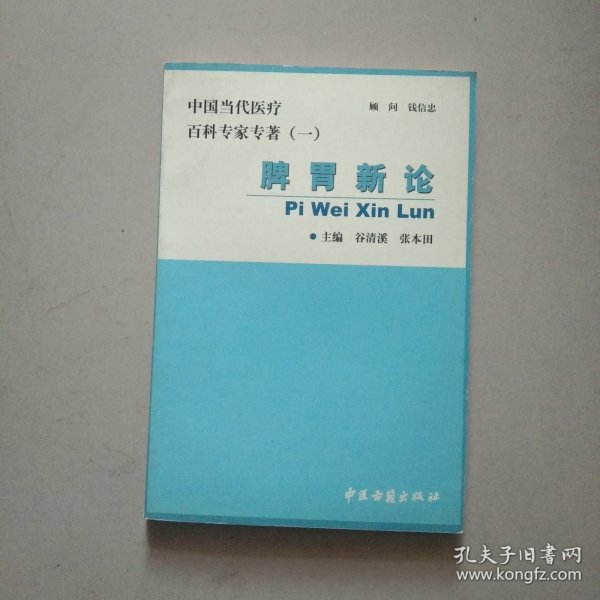 中国当代医疗
百科专家专著（一）
顾 问 钱信忠
脾胃新论
Pi Wei Xin Lun
●主编 谷清溪 张本田
中医古籍出版社
孔夫子旧书网
www.kongfz.com